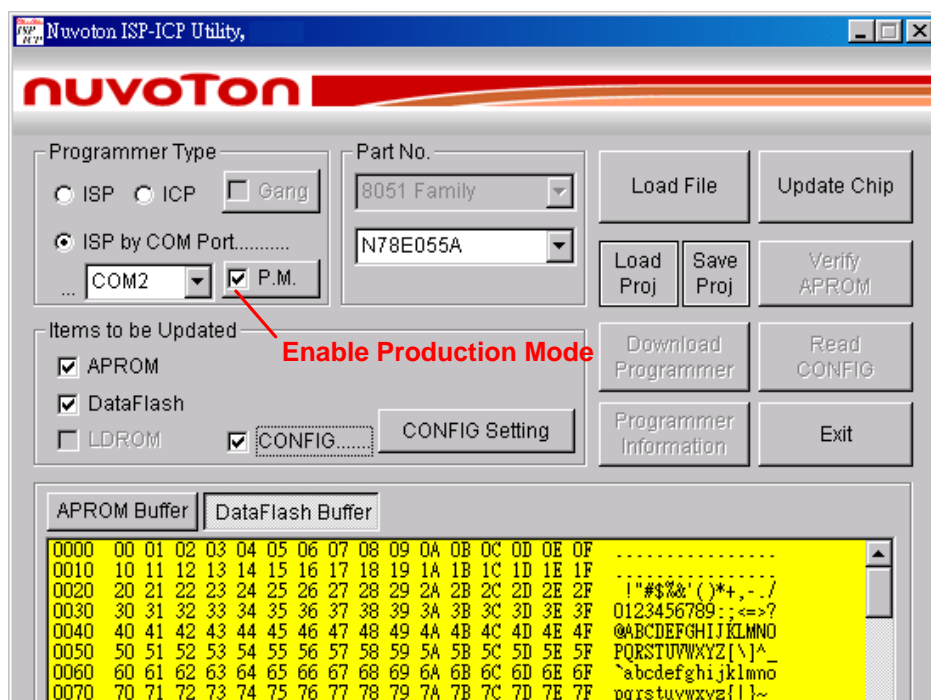 Nuvoton ISP-ICP Utility,
nuvoTon
Programmer Type
ISP ICP Gang
ISP by COM Port..........
... COM2 P.M.
Part No.
8051 Family
N78E055A
Load File
Update Chip
Load Proj
Save Proj
Verify APROM
Items to be Updated
Enable Production Mode
APROM
DataFlash
LDROM CONFIG....... CONFIG Setting
Download Programmer
Read CONFIG
Programmer Information
Exit
APROM Buffer DataFlash Buffer
0000 00 01 02 03 04 05 06 07 08 09 0A 0B 0C 0D 0E 0F ................
0010 10 11 12 13 14 15 16 17 18 19 1A 1B 1C 1D 1E 1F ................
0020 20 21 22 23 24 25 26 27 28 29 2A 2B 2C 2D 2E 2F !"#$%&'()*+,-./
0030 30 31 32 33 34 35 36 37 38 39 3A 3B 3C 3D 3E 3F 0123456789:;<=>?
0040 40 41 42 43 44 45 46 47 48 49 4A 4B 4C 4D 4E 4F @ABCDEFGHIJKLMNO
0050 50 51 52 53 54 55 56 57 58 59 5A 5B 5C 5D 5E 5F PQRSTUVWXYZ[\]^_
0060 60 61 62 63 64 65 66 67 68 69 6A 6B 6C 6D 6E 6F `abcdefghijklmno
0070 70 71 72 73 74 75 76 77 78 79 7A 7B 7C 7D 7E 7F pqrstuvwxyz{|}~